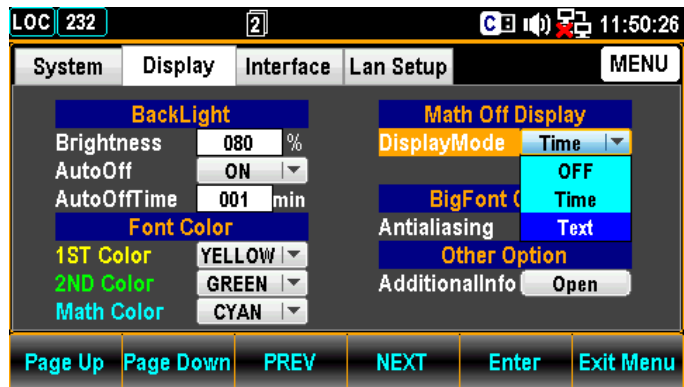 LOC 232 2 C 11:50:26
System Display Interface Lan Setup MENU
BackLight
Brightness 080 %
AutoOff ON
AutoOffTime 001 min
Font Color
1ST Color YELLOW
2ND Color GREEN
Math Color CYAN
Math Off Display
DisplayMode Time
OFF
Time
Text
BigFont
Antialiasing
Other Option
AdditionalInfo Open
Page Up Page Down PREV NEXT Enter Exit Menu